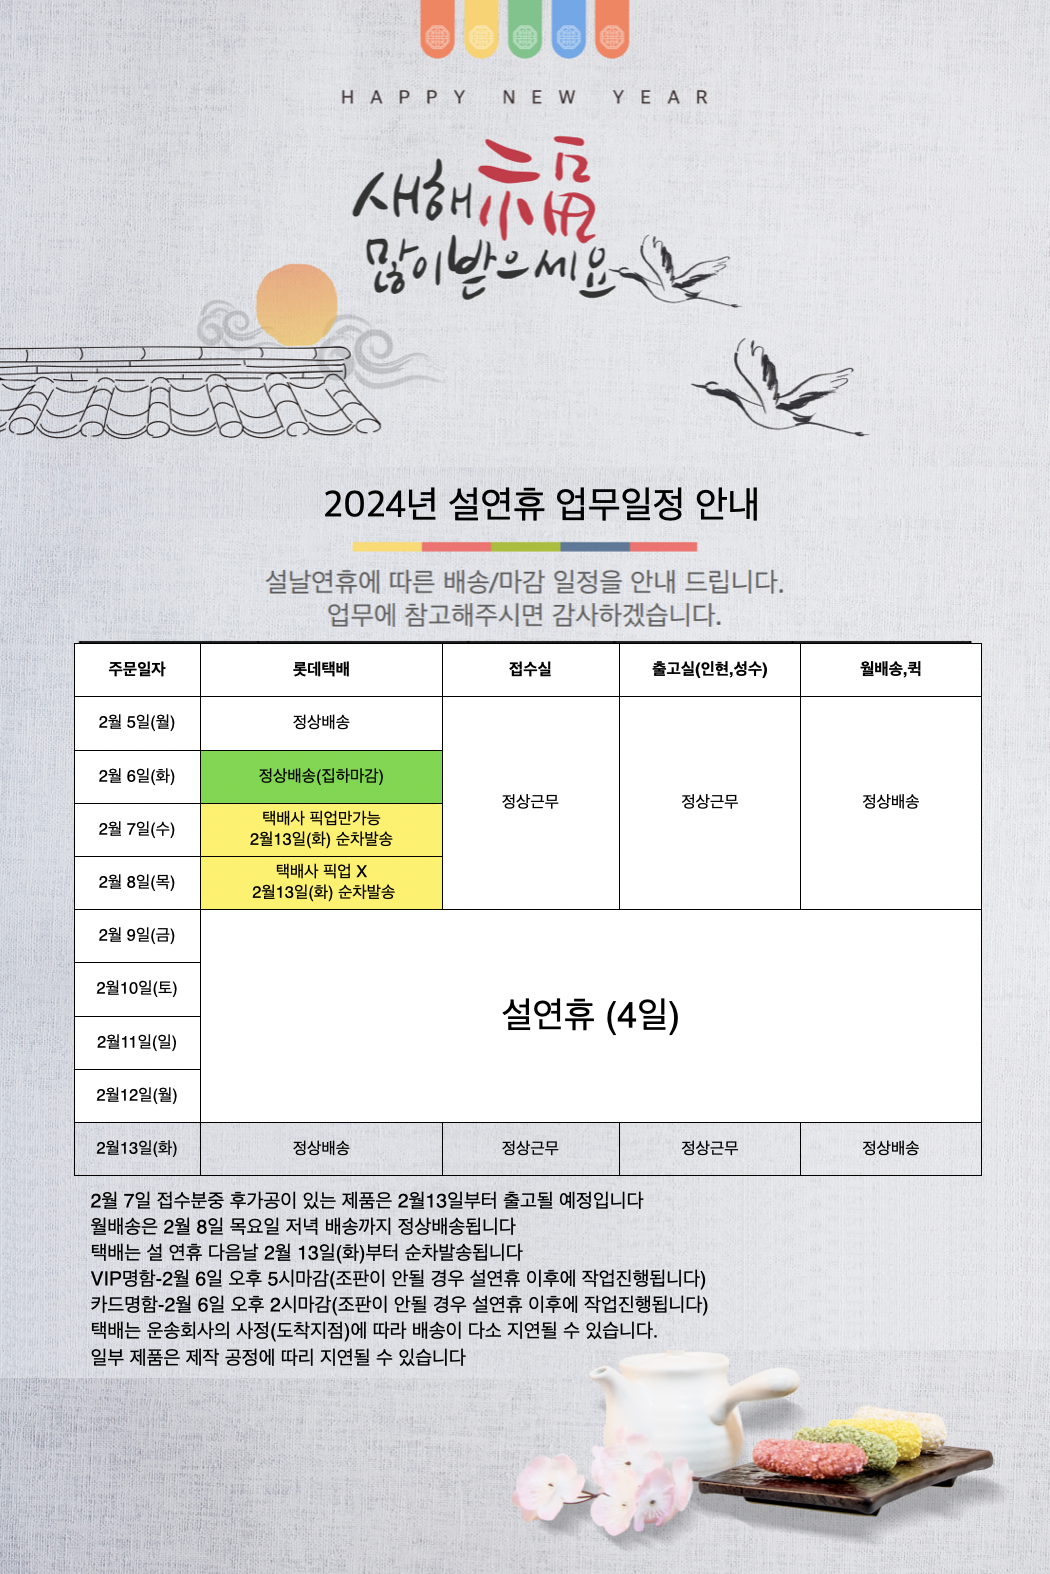 HAPPY NEW YEAR
새해 福
많이 받으세요
2024년 설연휴 업무일정 안내
설날연휴에 따른 배송/마감 일정을 안내 드립니다.
업무에 참고해주시면 감사하겠습니다.
주문일자 롯데택배 접수실 출고실(인현,성수) 월배송,퀵
2월 5일(월) 정상배송
2월 6일(화) 정상배송(집하마감)
정상근무 정상근무 정상배송
2월 7일(수) 택배사 픽업만가능
2월13일(화) 순차발송
2월 8일(목) 택배사 픽업 X
2월13일(화) 순차발송
2월 9일(금)
2월10일(토)
설연휴 (4일)
2월11일(일)
2월12일(월)
2월13일(화) 정상배송 정상근무 정상근무 정상배송
2월 7일 접수분중 후가공이 있는 제품은 2월13일부터 출고될 예정입니다
월배송은 2월 8일 목요일 저녁 배송까지 정상배송됩니다
택배는 설 연휴 다음날 2월 13일(화)부터 순차발송됩니다
VIP명함-2월 6일 오후 5시마감(조판이 안될 경우 설연휴 이후에 작업진행됩니다)
카드명함-2월 6일 오후 2시마감(조판이 안될 경우 설연휴 이후에 작업진행됩니다)
택배는 운송회사의 사정(도착지점)에 따라 배송이 다소 지연될 수 있습니다.
일부 제품은 제작 공정에 따리 지연될 수 있습니다